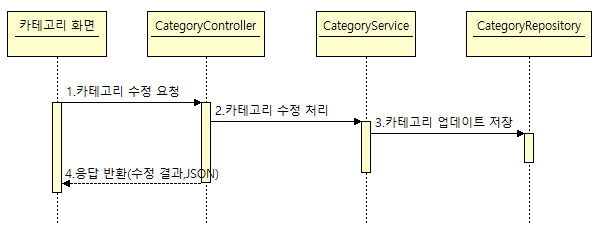 카테고리 화면
CategoryController
CategoryService
CategoryRepository
1.카테고리 수정 요청
2.카테고리 수정 처리
3.카테고리 업데이트 저장
4.응답 반환(수정 결과,JSON)